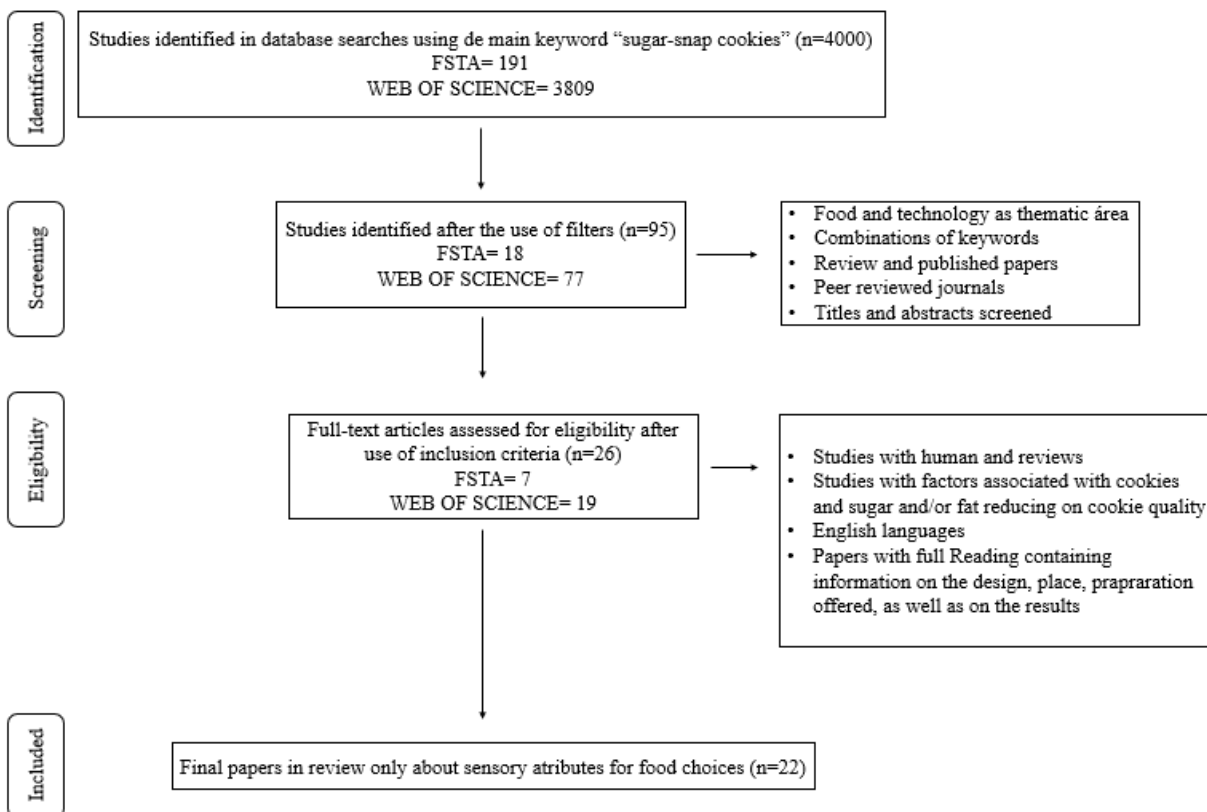 Identification
Studies identified in database searches using de main keyword “sugar-snap cookies” (n=4000)
FSTA= 191
WEB OF SCIENCE= 3809
Screening
Studies identified after the use of filters (n=95)
FSTA= 18
WEB OF SCIENCE= 77
• Food and technology as thematic área
• Combinations of keywords
• Review and published papers
• Peer reviewed journals
• Titles and abstracts screened
Eligibility
Full-text articles assessed for eligibility after
use of inclusion criteria (n=26)
FSTA= 7
WEB OF SCIENCE= 19
• Studies with human and reviews
• Studies with factors associated with cookies
and sugar and/or fat reducing on cookie quality
• English languages
• Papers with full Reading containing
information on the design, place, prapraration
offered, as well as on the results
Included
Final papers in review only about sensory atributes for food choices (n=22)